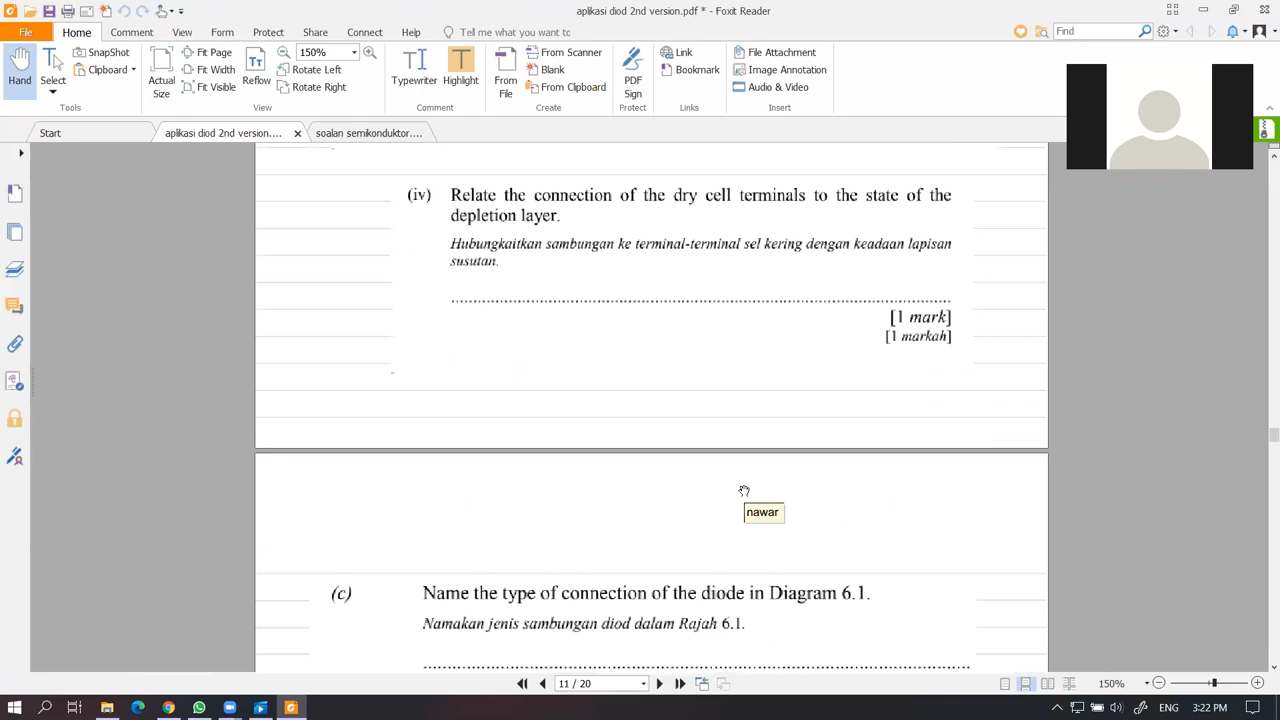 aplikasi diod 2nd version.pdf * - Foxit Reader
File
Home
Comment
View
Form
Protect
Share
Connect
Help
Tell me what you want to
Find
Hand
Select
SnapShot
Clipboard
Tools
Actual
Size
Fit Page
Fit Width
Fit Visible
Reflow
150%
Rotate Left
Rotate Right
View
Typewriter
Highlight
Comment
From
File
From Scanner
Blank
From Clipboard
Create
PDF
Sign
Protect
Link
Bookmark
Links
File Attachment
Image Annotation
Audio & Video
Insert
Start
aplikasi diod 2nd version....
soalan semikonduktor....
(iv) Relate the connection of the dry cell terminals to the state of the
depletion layer.
Hubungkaitkan sambungan ke terminal-terminal sel kering dengan keadaan lapisan
susutan.
[1 mark]
[1 markah]
nawar
(c) Name the type of connection of the diode in Diagram 6.1.
Namakan jenis sambungan diod dalam Rajah 6.1.
11 / 20
150%
ENG
3:22 PM